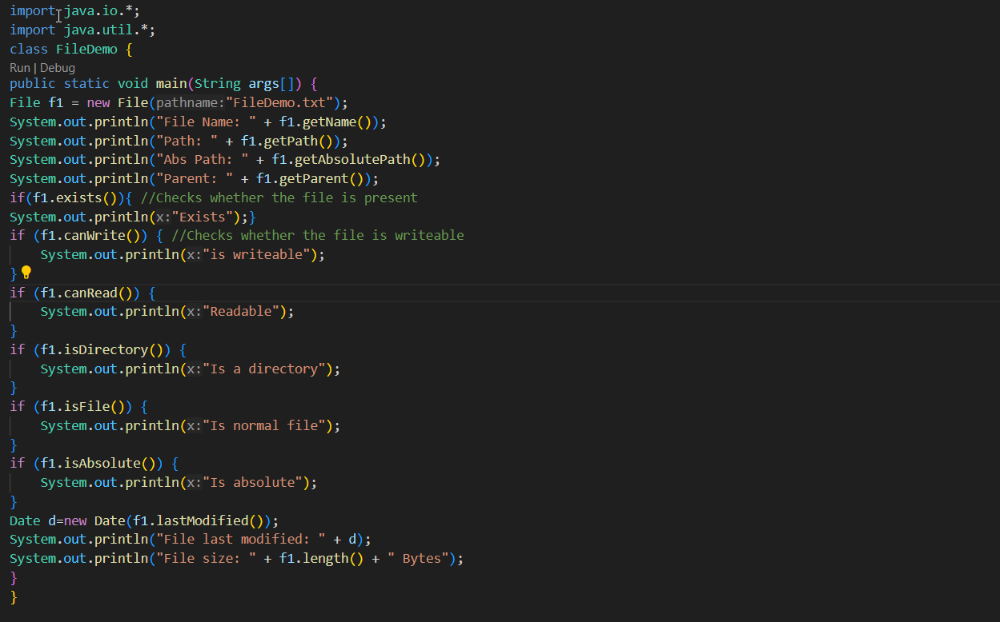 import java.io.*;
import java.util.*;
class FileDemo {
Run | Debug
public static void main(String args[]) {
File f1 = new File(pathname:"FileDemo.txt");
System.out.println("File Name: " + f1.getName());
System.out.println("Path: " + f1.getPath());
System.out.println("Abs Path: " + f1.getAbsolutePath());
System.out.println("Parent: " + f1.getParent());
if(f1.exists()){ //Checks whether the file is present
System.out.println(x:"Exists");}
if (f1.canWrite()) { //Checks whether the file is writeable
    System.out.println(x:"is writeable");
}
if (f1.canRead()) {
    System.out.println(x:"Readable");
}
if (f1.isDirectory()) {
    System.out.println(x:"Is a directory");
}
if (f1.isFile()) {
    System.out.println(x:"Is normal file");
}
if (f1.isAbsolute()) {
    System.out.println(x:"Is absolute");
}
Date d=new Date(f1.lastModified());
System.out.println("File last modified: " + d);
System.out.println("File size: " + f1.length() + " Bytes");
}
}